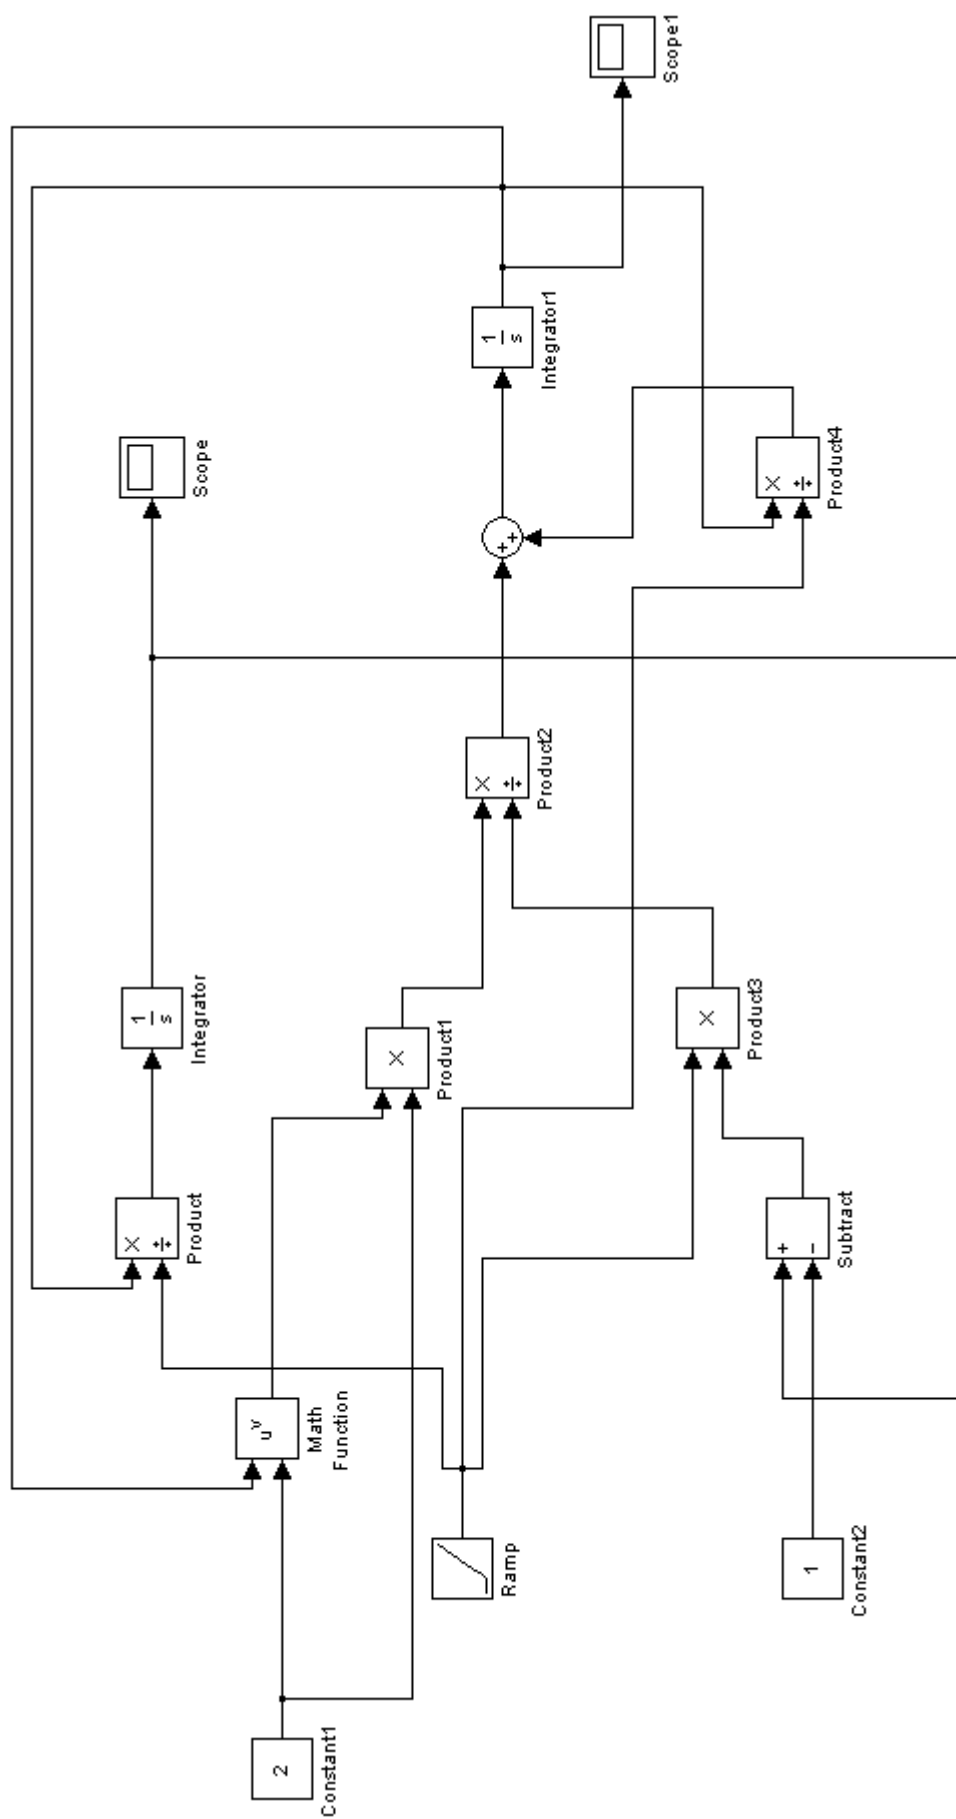 Scope1
1
s
Integrator1
Scope
×
÷
Product4
+
+
×
÷
Product2
1
s
Integrator
×
Product1
×
Product3
×
÷
Product
+
−
Subtract
u^v
Math
Function
Ramp
1
Constant2
2
Constant1